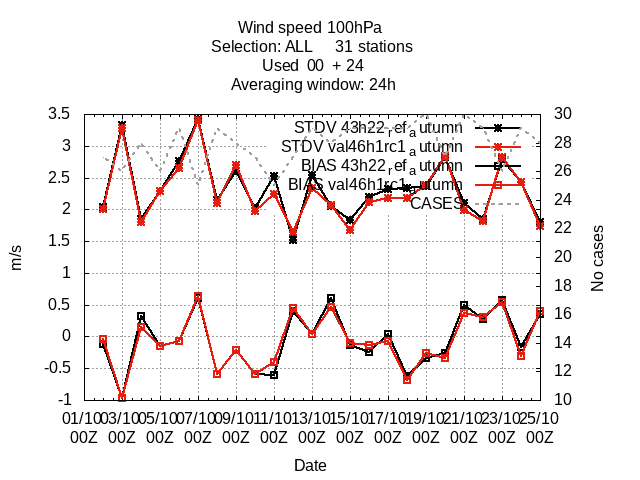 Wind speed 100hPa
Selection: ALL 31 stations
Used 00 + 24
Averaging window: 24h
STDV 43h22_ref_autumn
STDV val46h1rc1_autumn
BIAS 43h22_ref_autumn
BIAS val46h1rc1_autumn
CASES
3.5
3
2.5
2
1.5
1
0.5
0
-0.5
-1
m/s
30
28
26
24
22
20
18
16
14
12
10
No cases
01/10 03/10 05/10 07/10 09/10 11/10 13/10 15/10 17/10 19/10 21/10 23/10 25/10
00Z 00Z 00Z 00Z 00Z 00Z 00Z 00Z 00Z 00Z 00Z 00Z 00Z
Date